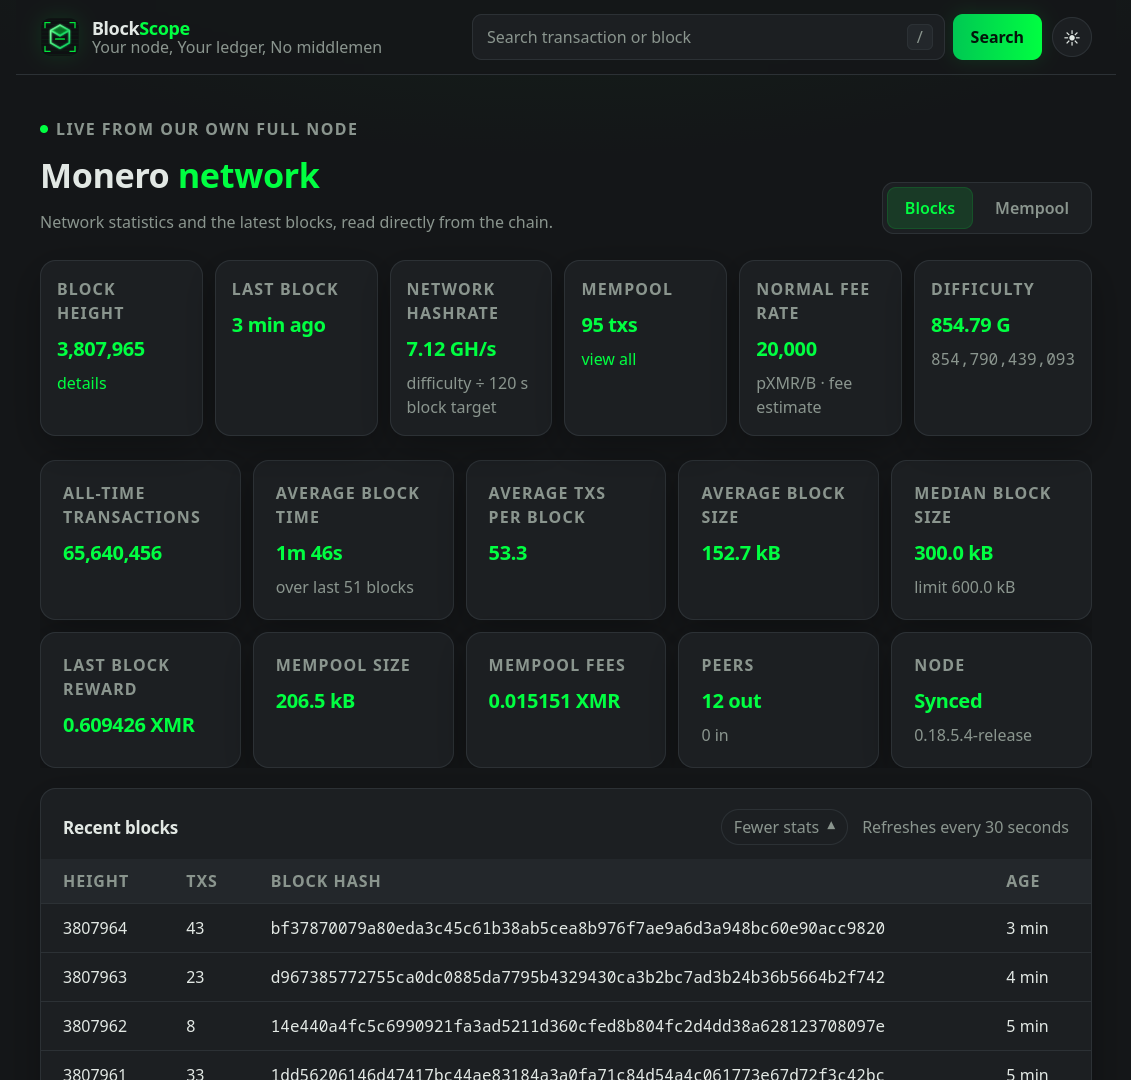 BlockScope
Your node, Your ledger, No middlemen
Search transaction or block
/
Search
LIVE FROM OUR OWN FULL NODE
Monero network
Network statistics and the latest blocks, read directly from the chain.
Blocks
Mempool
BLOCK
HEIGHT
3,807,965
details
LAST BLOCK
3 min ago
NETWORK
HASHRATE
7.12 GH/s
difficulty ÷ 120 s
block target
MEMPOOL
95 txs
view all
NORMAL FEE
RATE
20,000
pXMR/B · fee
estimate
DIFFICULTY
854.79 G
854,790,439,093
ALL-TIME
TRANSACTIONS
65,640,456
AVERAGE BLOCK
TIME
1m 46s
over last 51 blocks
AVERAGE TXS
PER BLOCK
53.3
AVERAGE BLOCK
SIZE
152.7 kB
MEDIAN BLOCK
SIZE
300.0 kB
limit 600.0 kB
LAST BLOCK
REWARD
0.609426 XMR
MEMPOOL SIZE
206.5 kB
MEMPOOL FEES
0.015151 XMR
PEERS
12 out
0 in
NODE
Synced
0.18.5.4-release
Recent blocks
Fewer stats ▲
Refreshes every 30 seconds
HEIGHT TXS BLOCK HASH AGE
3807964 43 bf37870079a80eda3c45c61b38ab5cea8b976f7ae9a6d3a948bc60e90acc9820 3 min
3807963 23 d967385772755ca0dc0885da7795b4329430ca3b2bc7ad3b24b36b5664b2f742 4 min
3807962 8 14e440a4fc5c6990921fa3ad5211d360cfed8b804fc2d4dd38a628123708097e 5 min
3807961 33 1dd56206146d47417bc44ae83184a3a0fa71c84d54a4c061773e67d72f3c42bc 5 min